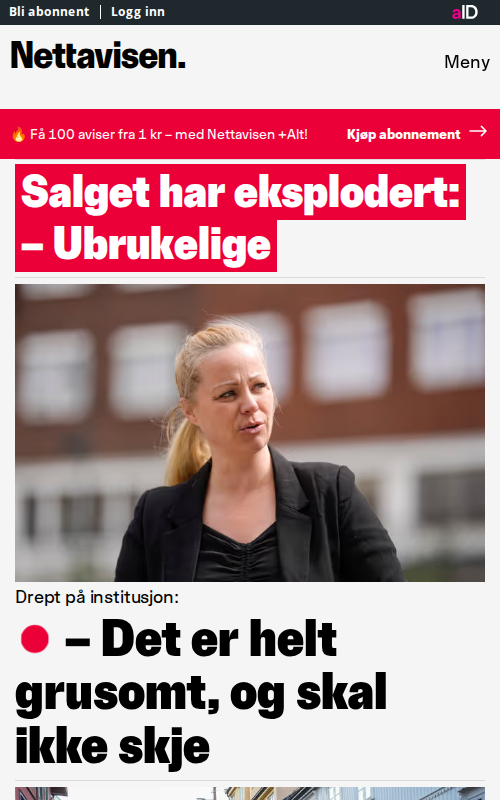 Bli abonnent
Logg inn
aID
Nettavisen.
Meny
🔥 Få 100 aviser fra 1 kr – med Nettavisen +Alt!
Kjøp abonnement →
Salget har eksplodert:
– Ubrukelige
Drept på institusjon:
– Det er helt
grusomt, og skal
ikke skje